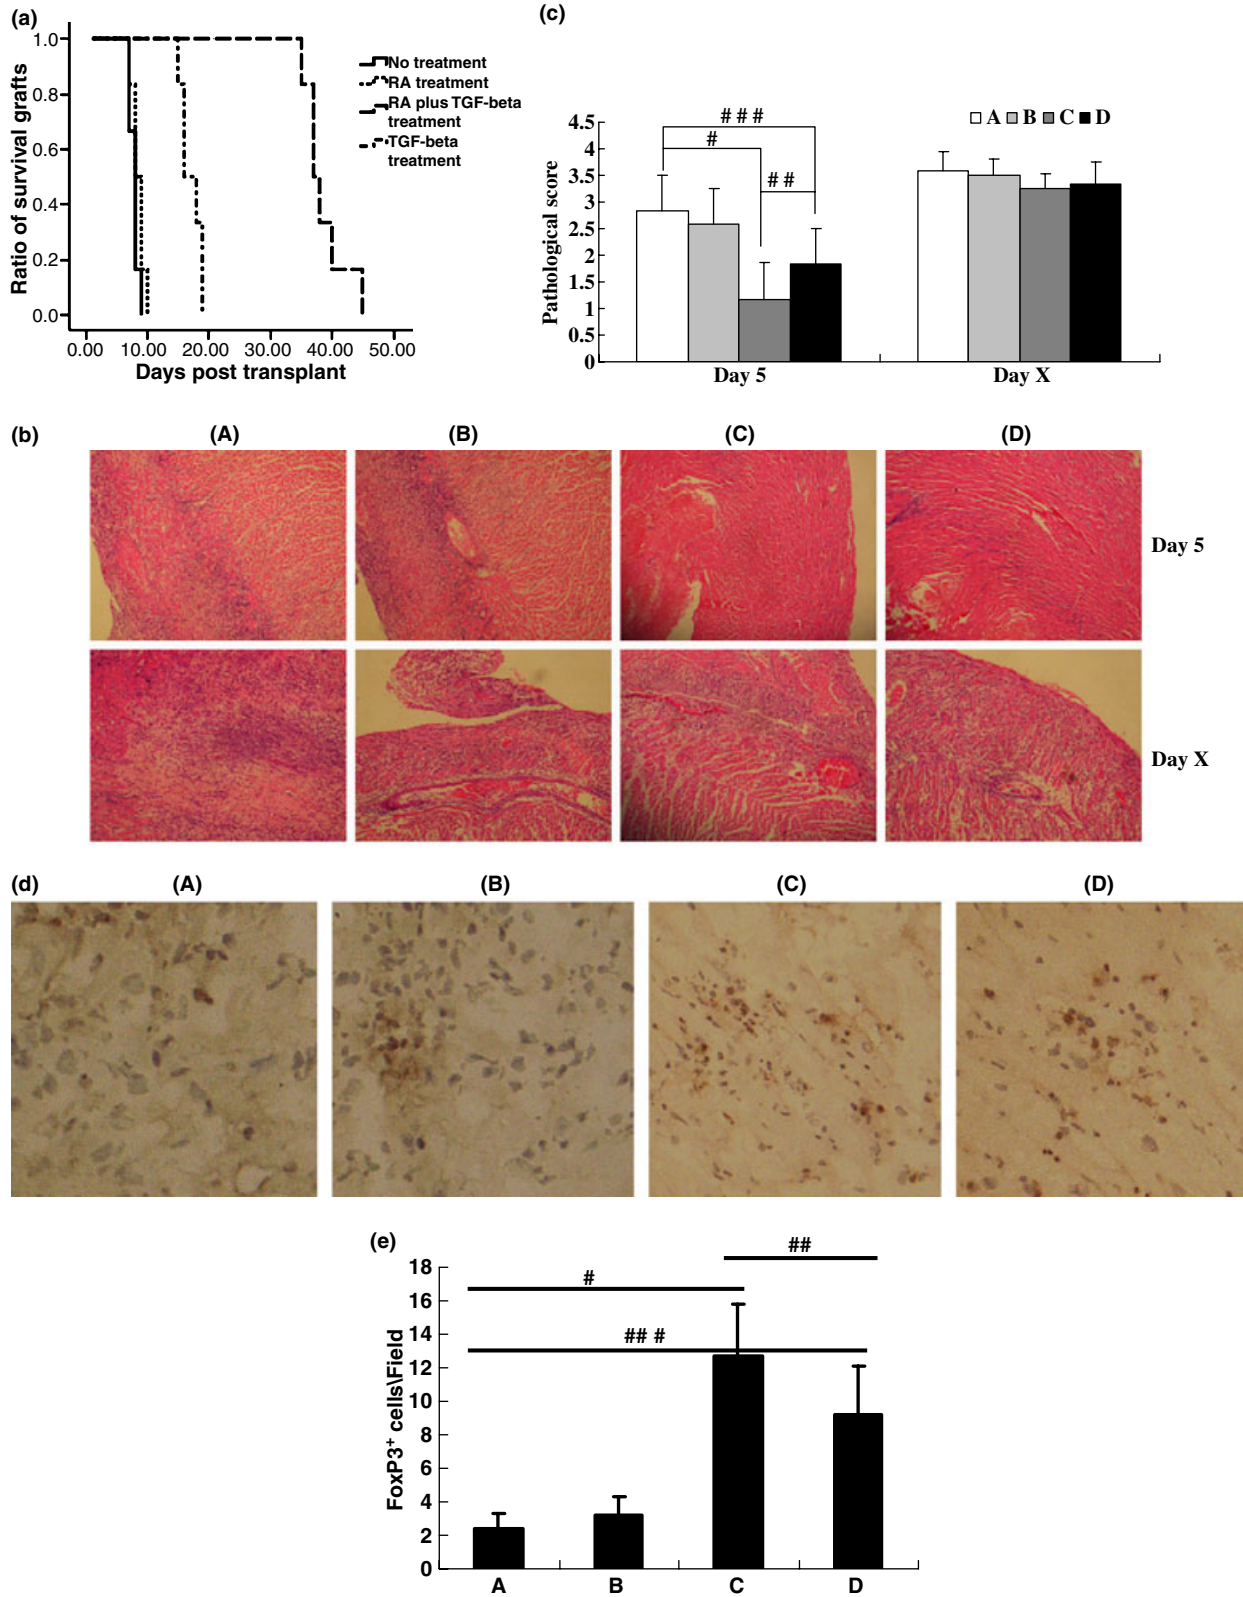 (a)
Ratio of survival grafts
1.0
0.8
0.6
0.4
0.2
0.0
0.00 10.00 20.00 30.00 40.00 50.00
Days post transplant
No treatment
RA treatment
RA plus TGF-beta
treatment
TGF-beta
treatment
(c)
Pathological score
4.5
4
3.5
3
2.5
2
1.5
1
0.5
0
# # #
#
# #
A B C D
Day 5 Day X
(b) (A) (B) (C) (D)
Day 5
Day X
(d) (A) (B) (C) (D)
(e)
FoxP3+ cells\Field
18
16
14
12
10
8
6
4
2
0
##
#
## #
A B C D